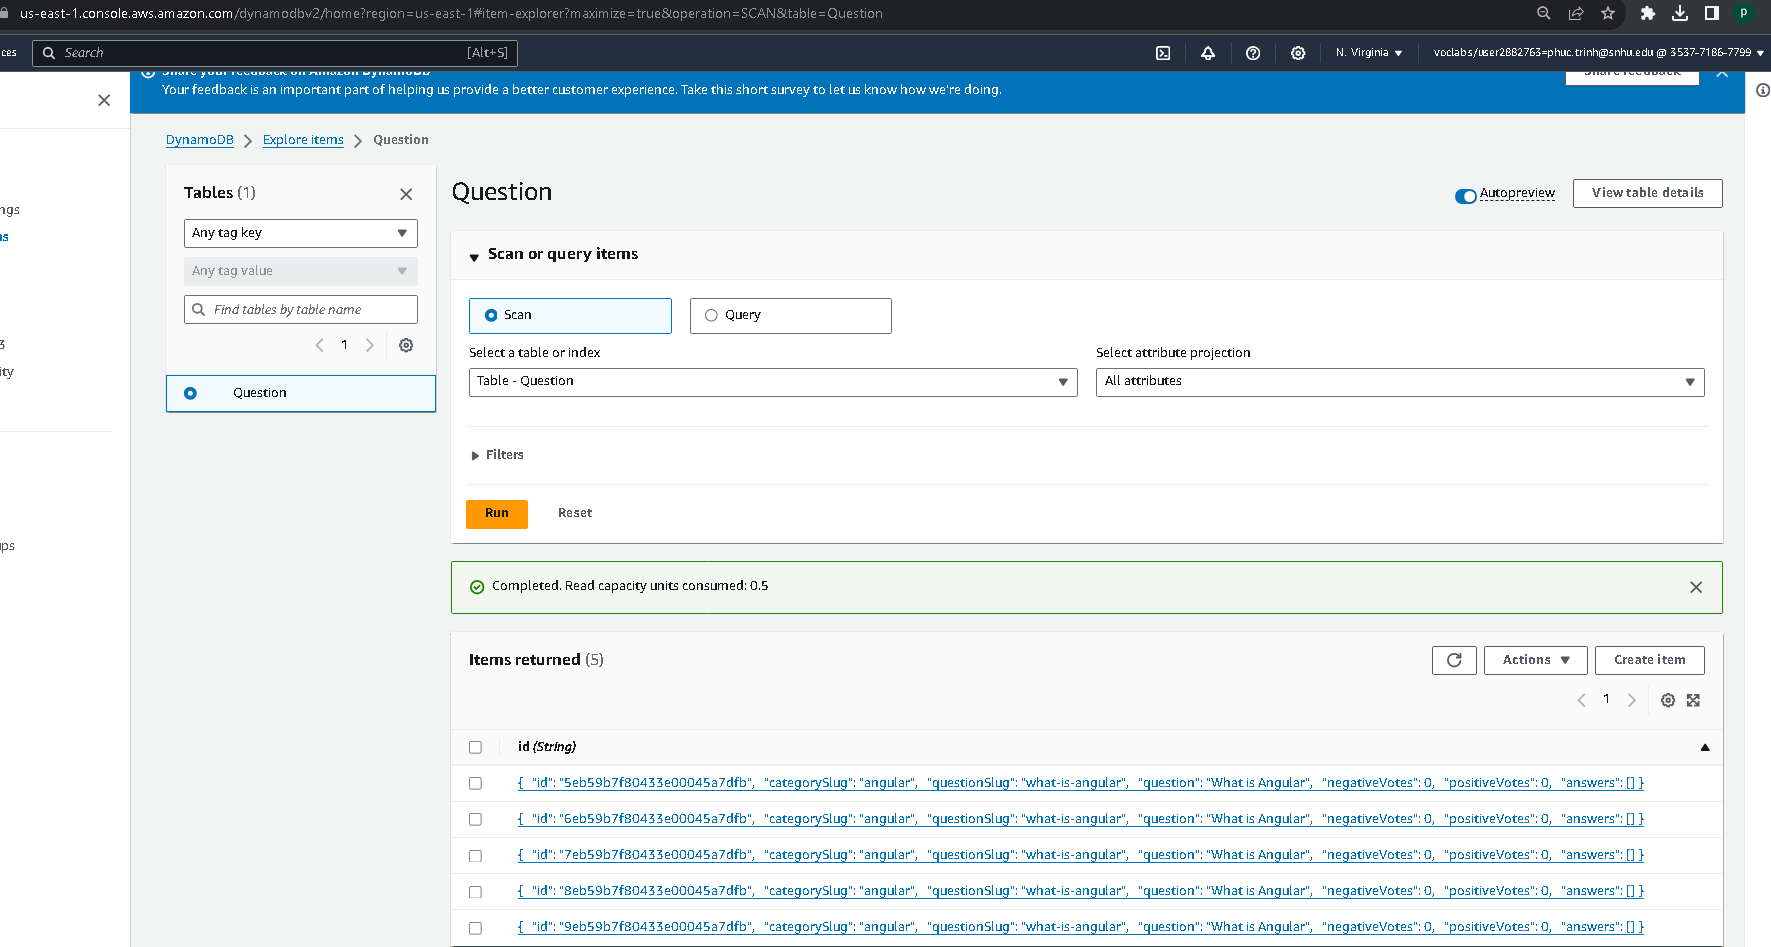 us-east-1.console.aws.amazon.com/dynamodbv2/home?region=us-east-1#item-explorer?maximize=true&operation=SCAN&table=Question
P
ces
Search
[Alt+S]
N. Virginia
voclabs/user2882763=phuc.trinh@snhu.edu @ 3537-7186-7799
Share your feedback on Amazon DynamoDB
Share feedback
Your feedback is an important part of helping us provide a better customer experience. Take this short survey to let us know how we're doing.
DynamoDB
Explore items
Question
ngs
ns
3
ity
ups
Tables (1)
Any tag key
Any tag value
Find tables by table name
1
Question
Question
Autopreview
View table details
Scan or query items
Scan
Query
Select a table or index
Table - Question
Select attribute projection
All attributes
Filters
Run
Reset
Completed. Read capacity units consumed: 0.5
Items returned (5)
Actions
Create item
1
id (String)
{ "id": "5eb59b7f80433e00045a7dfb", "categorySlug": "angular", "questionSlug": "what-is-angular", "question": "What is Angular", "negativeVotes": 0, "positiveVotes": 0, "answers": [] }
{ "id": "6eb59b7f80433e00045a7dfb", "categorySlug": "angular", "questionSlug": "what-is-angular", "question": "What is Angular", "negativeVotes": 0, "positiveVotes": 0, "answers": [] }
{ "id": "7eb59b7f80433e00045a7dfb", "categorySlug": "angular", "questionSlug": "what-is-angular", "question": "What is Angular", "negativeVotes": 0, "positiveVotes": 0, "answers": [] }
{ "id": "8eb59b7f80433e00045a7dfb", "categorySlug": "angular", "questionSlug": "what-is-angular", "question": "What is Angular", "negativeVotes": 0, "positiveVotes": 0, "answers": [] }
{ "id": "9eb59b7f80433e00045a7dfb", "categorySlug": "angular", "questionSlug": "what-is-angular", "question": "What is Angular", "negativeVotes": 0, "positiveVotes": 0, "answers": [] }